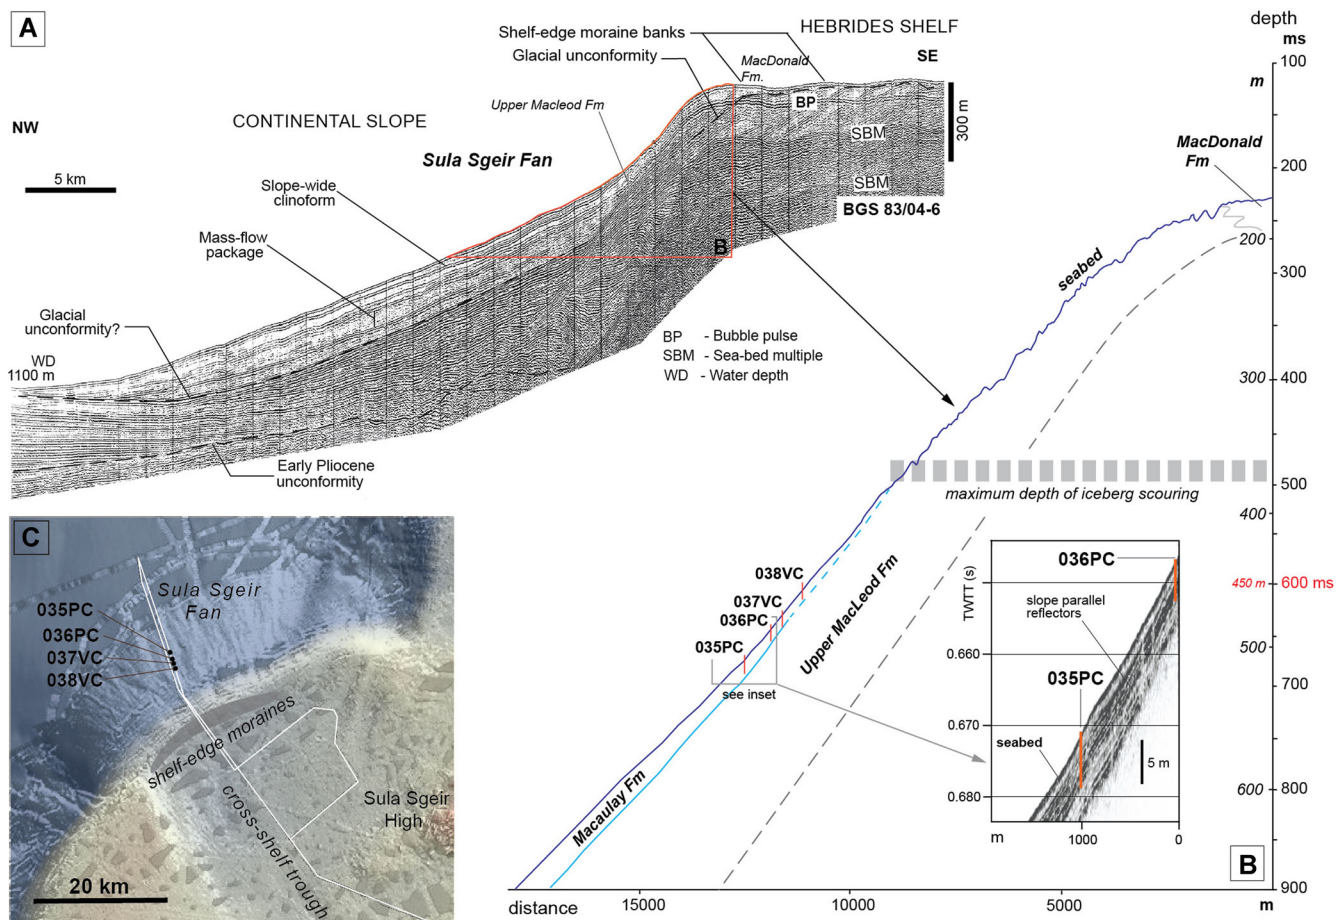 A
HEBRIDES SHELF
SE
Shelf-edge moraine banks
Glacial unconformity
MacDonald
Fm.
BP
SBM
SBM
300 m
BGS 83/04-6
Upper Macleod Fm
CONTINENTAL SLOPE
NW
5 km
Sula Sgeir Fan
Slope-wide
clinoform
Mass-flow
package
Glacial
unconformity?
WD
1100 m
Early Pliocene
unconformity
B
BP - Bubble pulse
SBM - Sea-bed multiple
WD - Water depth
depth
ms
m
100
200
200
300
300
400
500
400
450 m
600 ms
500
700
600
800
900
MacDonald
Fm
seabed
maximum depth of iceberg scouring
038VC
037VC
036PC
035PC
see inset
Upper MacLeod Fm
Macaulay Fm
TWTT (s)
036PC
slope parallel
reflectors
0.660
035PC
0.670
seabed
5 m
0.680
m
1000
0
B
distance
15000
10000
5000
m
C
Sula Sgeir
Fan
035PC
036PC
037VC
038VC
shelf-edge moraines
cross-shelf trough
Sula Sgeir
High
20 km